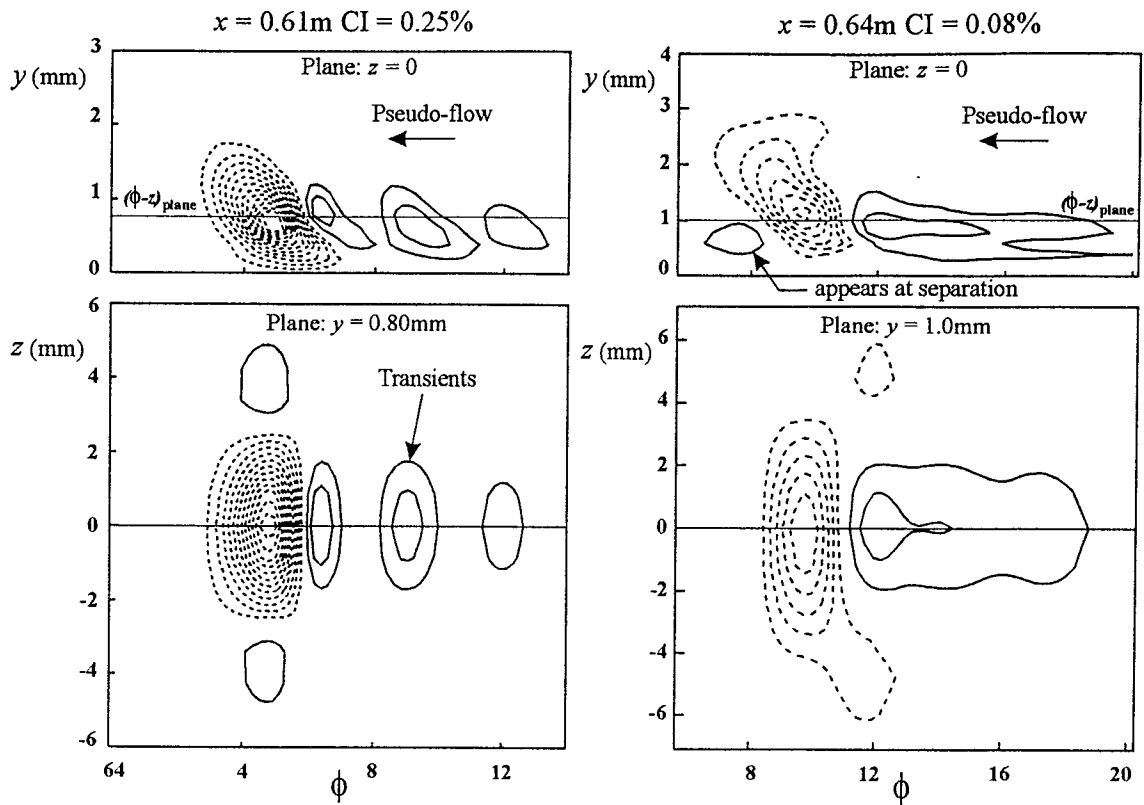 x = 0.61m CI = 0.25%
3
y (mm)
Plane: z = 0
2
Pseudo-flow
1
(ϕ-z)plane
0
6
Plane: y = 0.80mm
z (mm)
4
Transients
2
0
-2
-4
-6
64 4 8 12
ϕ
x = 0.64m CI = 0.08%
4
y (mm)
Plane: z = 0
3
Pseudo-flow
2
(ϕ-z)plane
1
0
appears at separation
6
Plane: y = 1.0mm
z (mm)
4
2
0
-2
-4
-6
8 12 16 20
ϕ